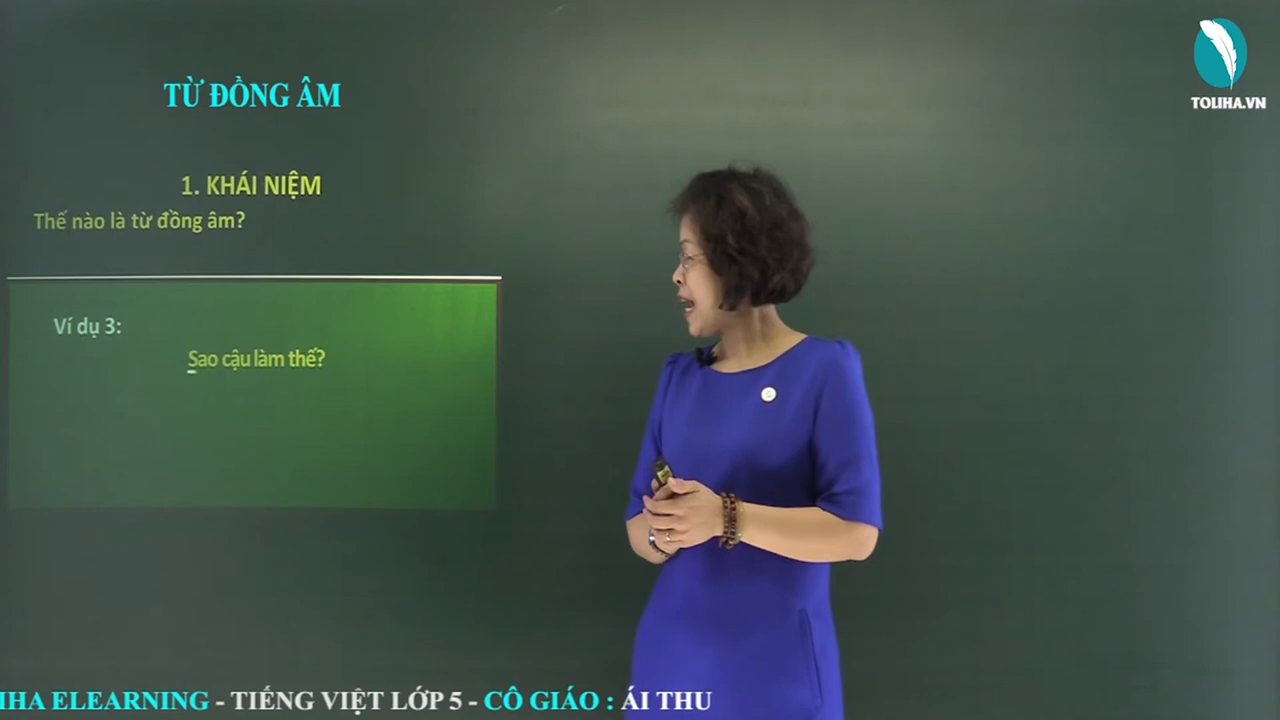 TỪ ĐỒNG ÂM
TOLIHA.VN
1. KHÁI NIỆM
Thế nào là từ đồng âm?
Ví dụ 3:
Sao cậu làm thế?
IHA ELEARNING - TIẾNG VIỆT LỚP 5 - CÔ GIÁO : ÁI THU